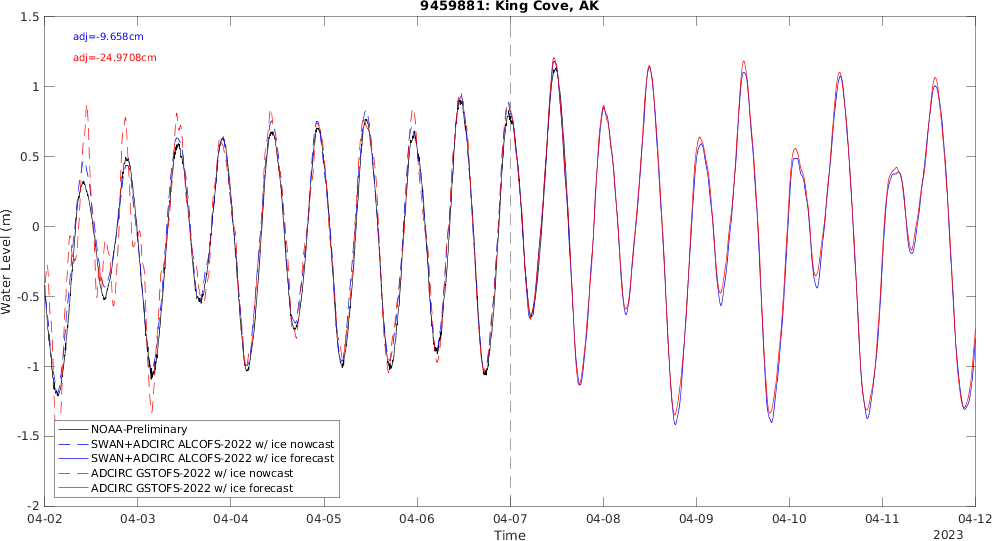 9459881: King Cove, AK
adj=-9.658cm
adj=-24.9708cm
1.5
1
0.5
0
-0.5
-1
-1.5
-2
Water Level (m)
NOAA-Preliminary
SWAN+ADCIRC ALCOFS-2022 w/ ice nowcast
SWAN+ADCIRC ALCOFS-2022 w/ ice forecast
ADCIRC GSTOFS-2022 w/ ice nowcast
ADCIRC GSTOFS-2022 w/ ice forecast
04-02 04-03 04-04 04-05 04-06 04-07 04-08 04-09 04-10 04-11 04-12
Time
2023